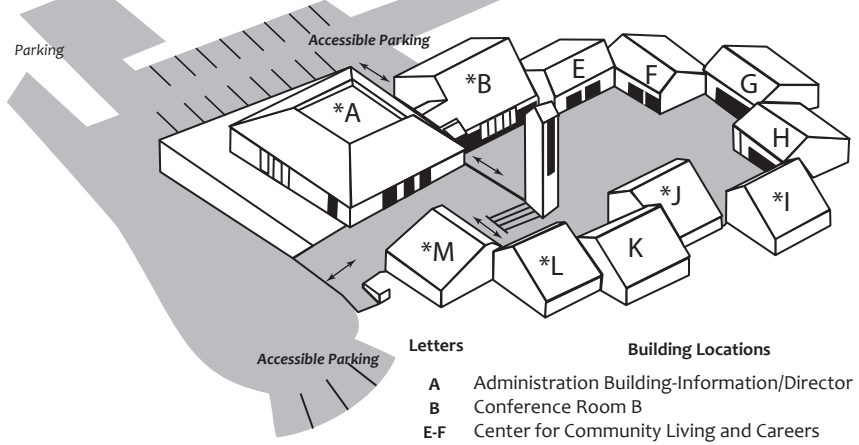 Parking
Accessible Parking
*A
*B
E
F
G
H
*I
*J
K
*L
*M
Accessible Parking
Letters Building Locations
A Administration Building-Information/Director
B Conference Room B
E-F Center for Community Living and Careers